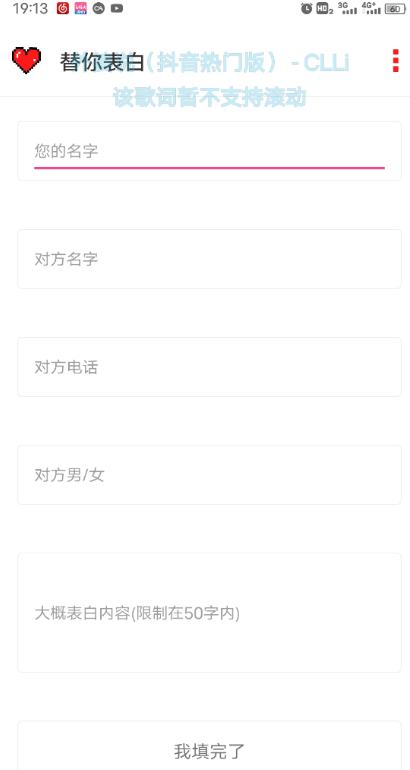 19:13
HD2 3G 4G+ 60
替你表白
（抖音热门版）- CLLi
该歌词暂不支持滚动
您的名字
对方名字
对方电话
对方男/女
大概表白内容(限制在50字内)
我填完了